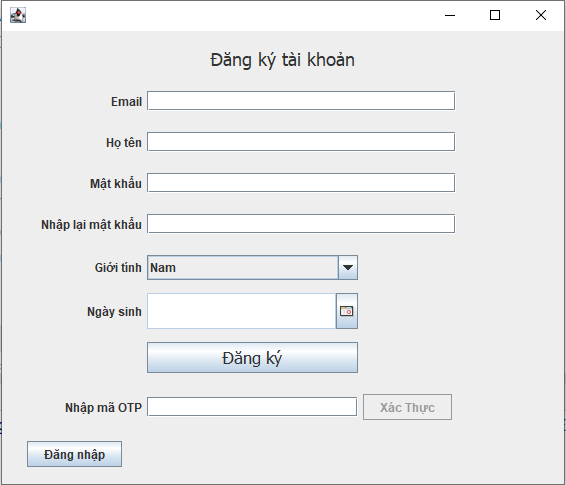 Đăng ký tài khoản
Email
Họ tên
Mật khẩu
Nhập lại mật khẩu
Giới tính Nam
Ngày sinh
Đăng ký
Nhập mã OTP Xác Thực
Đăng nhập